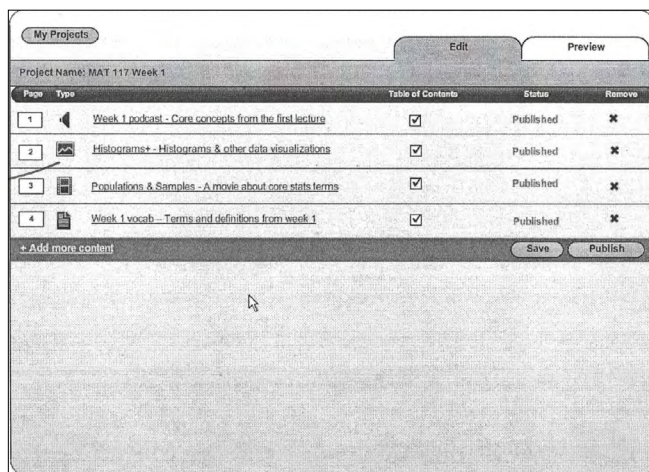 My Projects
Edit Preview
Project Name: MAT 117 Week 1
Page Type Table of Contents Status Remove
1 Week 1 podcast - Core concepts from the first lecture Published
2 Histograms+ - Histograms & other data visualizations Published
3 Populations & Samples - A movie about core stats terms Published
4 Week 1 vocab – Terms and definitions from week 1 Published
+ Add more content Save Publish